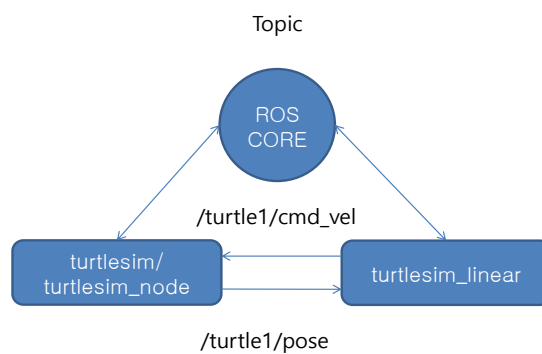 Topic
ROS
CORE
/turtle1/cmd_vel
turtlesim/
turtlesim_node
turtlesim_linear
/turtle1/pose